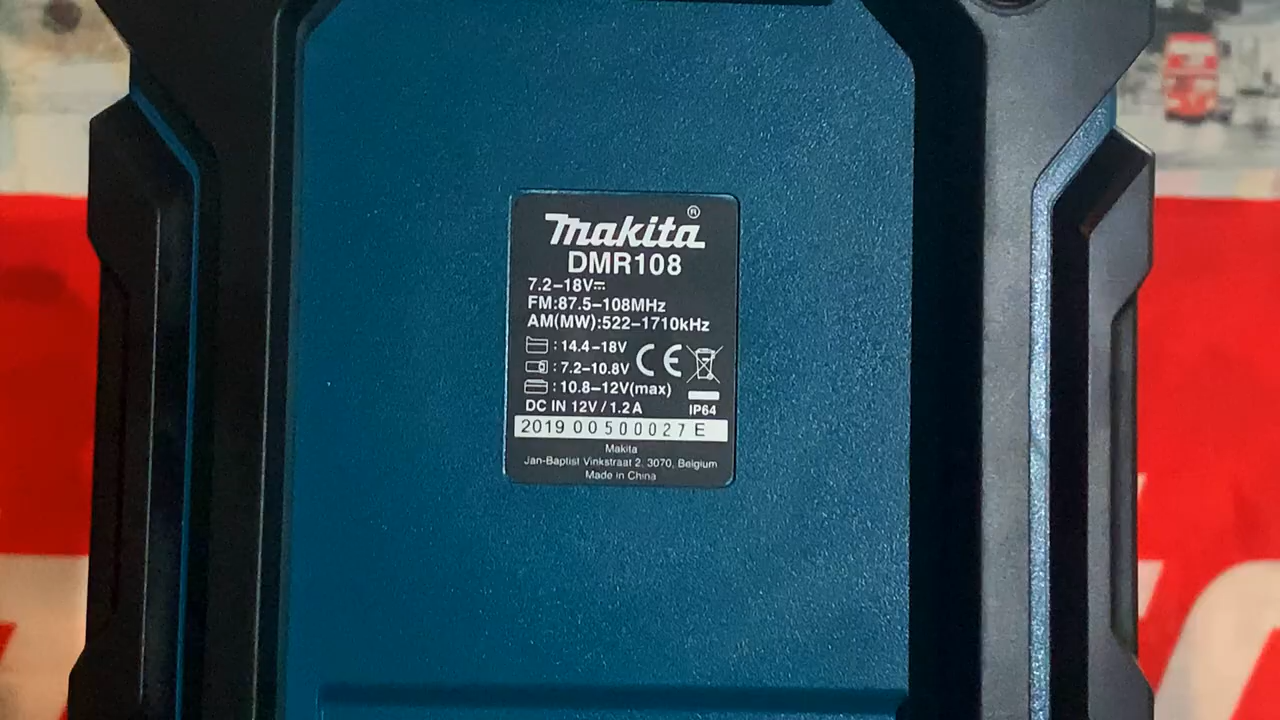 makita®
DMR108
7.2–18V⎓
FM:87.5–108MHz
AM(MW):522–1710kHz
: 14.4–18V
: 7.2–10.8V
: 10.8–12V(max)
CE
DC IN 12V / 1.2 A
IP64
2019 00500027 E
Makita
Jan-Baptist Vinkstraat 2, 3070, Belgium
Made in China